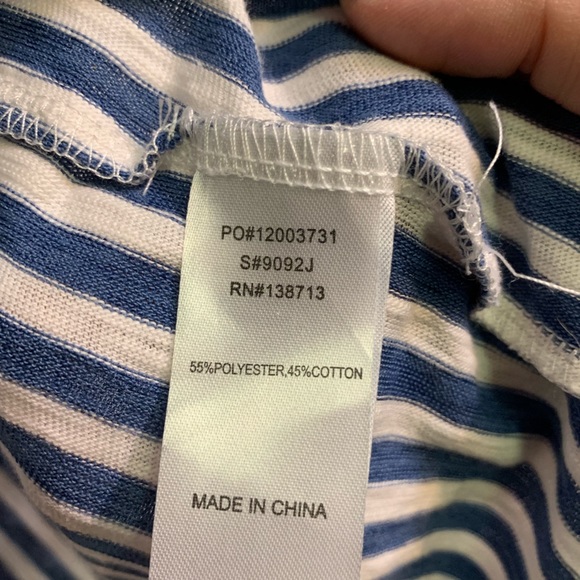 PO#12003731
S#9092J
RN#138713
55%POLYESTER,45%COTTON
MADE IN CHINA